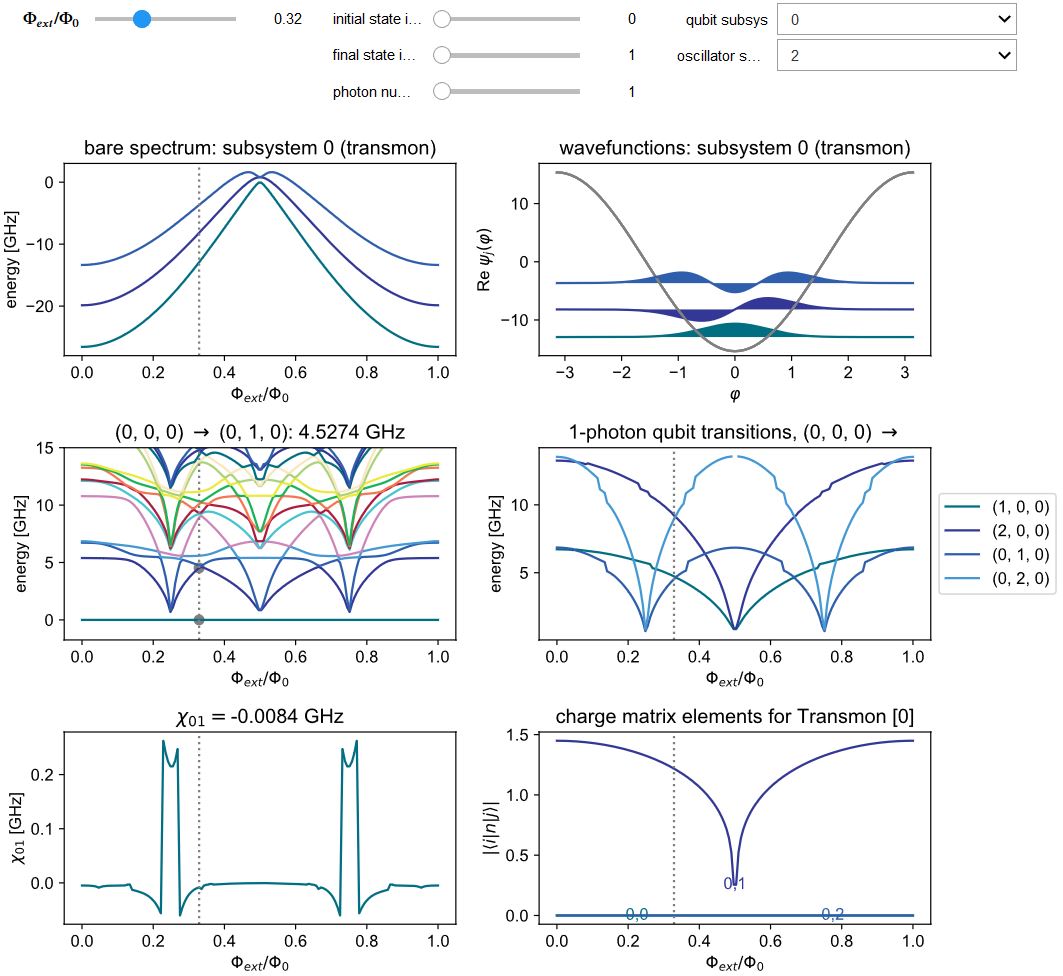 Φext/Φ0 0.32 initial state i... 0 qubit subsys 0
final state i... 1 oscillator s... 2
photon nu... 1
bare spectrum: subsystem 0 (transmon)
energy [GHz]
0
−10
−20
0.0 0.2 0.4 0.6 0.8 1.0
Φext/Φ0
wavefunctions: subsystem 0 (transmon)
Re ψj(φ)
10
0
−10
−3 −2 −1 0 1 2 3
φ
(0, 0, 0) → (0, 1, 0): 4.5274 GHz
energy [GHz]
15
10
5
0
0.0 0.2 0.4 0.6 0.8 1.0
Φext/Φ0
1-photon qubit transitions, (0, 0, 0) →
energy [GHz]
10
5
0.0 0.2 0.4 0.6 0.8 1.0
Φext/Φ0
(1, 0, 0)
(2, 0, 0)
(0, 1, 0)
(0, 2, 0)
χ01 = -0.0084 GHz
χ01 [GHz]
0.2
0.1
0.0
0.0 0.2 0.4 0.6 0.8 1.0
Φext/Φ0
charge matrix elements for Transmon [0]
|⟨i|n|j⟩|
1.5
1.0
0.5
0.0
0,1
0,0 0,2
0.0 0.2 0.4 0.6 0.8 1.0
Φext/Φ0